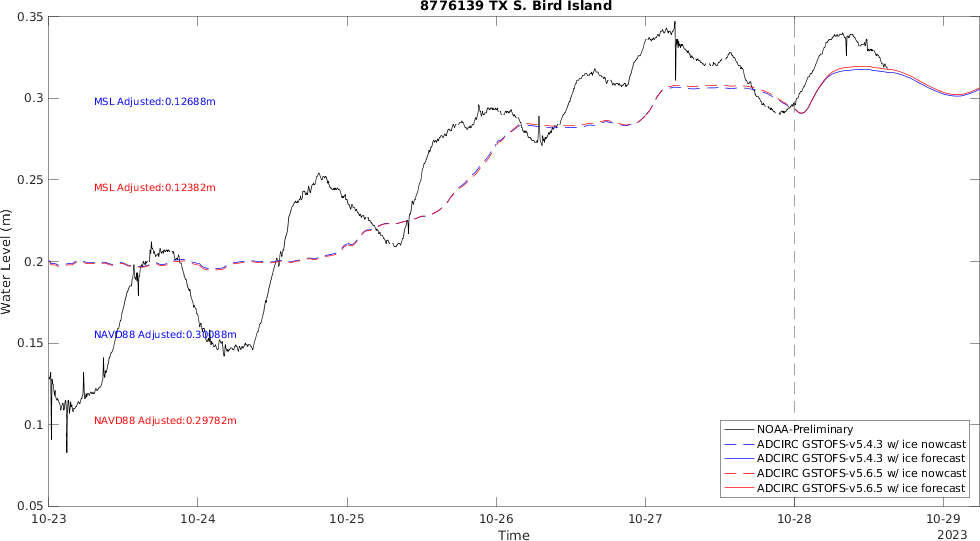 8776139 TX S. Bird Island
0.35
0.3
0.25
0.2
0.15
0.1
0.05
Water Level (m)
MSL Adjusted:0.12688m
MSL Adjusted:0.12382m
NAVD88 Adjusted:0.30088m
NAVD88 Adjusted:0.29782m
NOAA-Preliminary
ADCIRC GSTOFS-v5.4.3 w/ ice nowcast
ADCIRC GSTOFS-v5.4.3 w/ ice forecast
ADCIRC GSTOFS-v5.6.5 w/ ice nowcast
ADCIRC GSTOFS-v5.6.5 w/ ice forecast
10-23 10-24 10-25 10-26 10-27 10-28 10-29
Time
2023